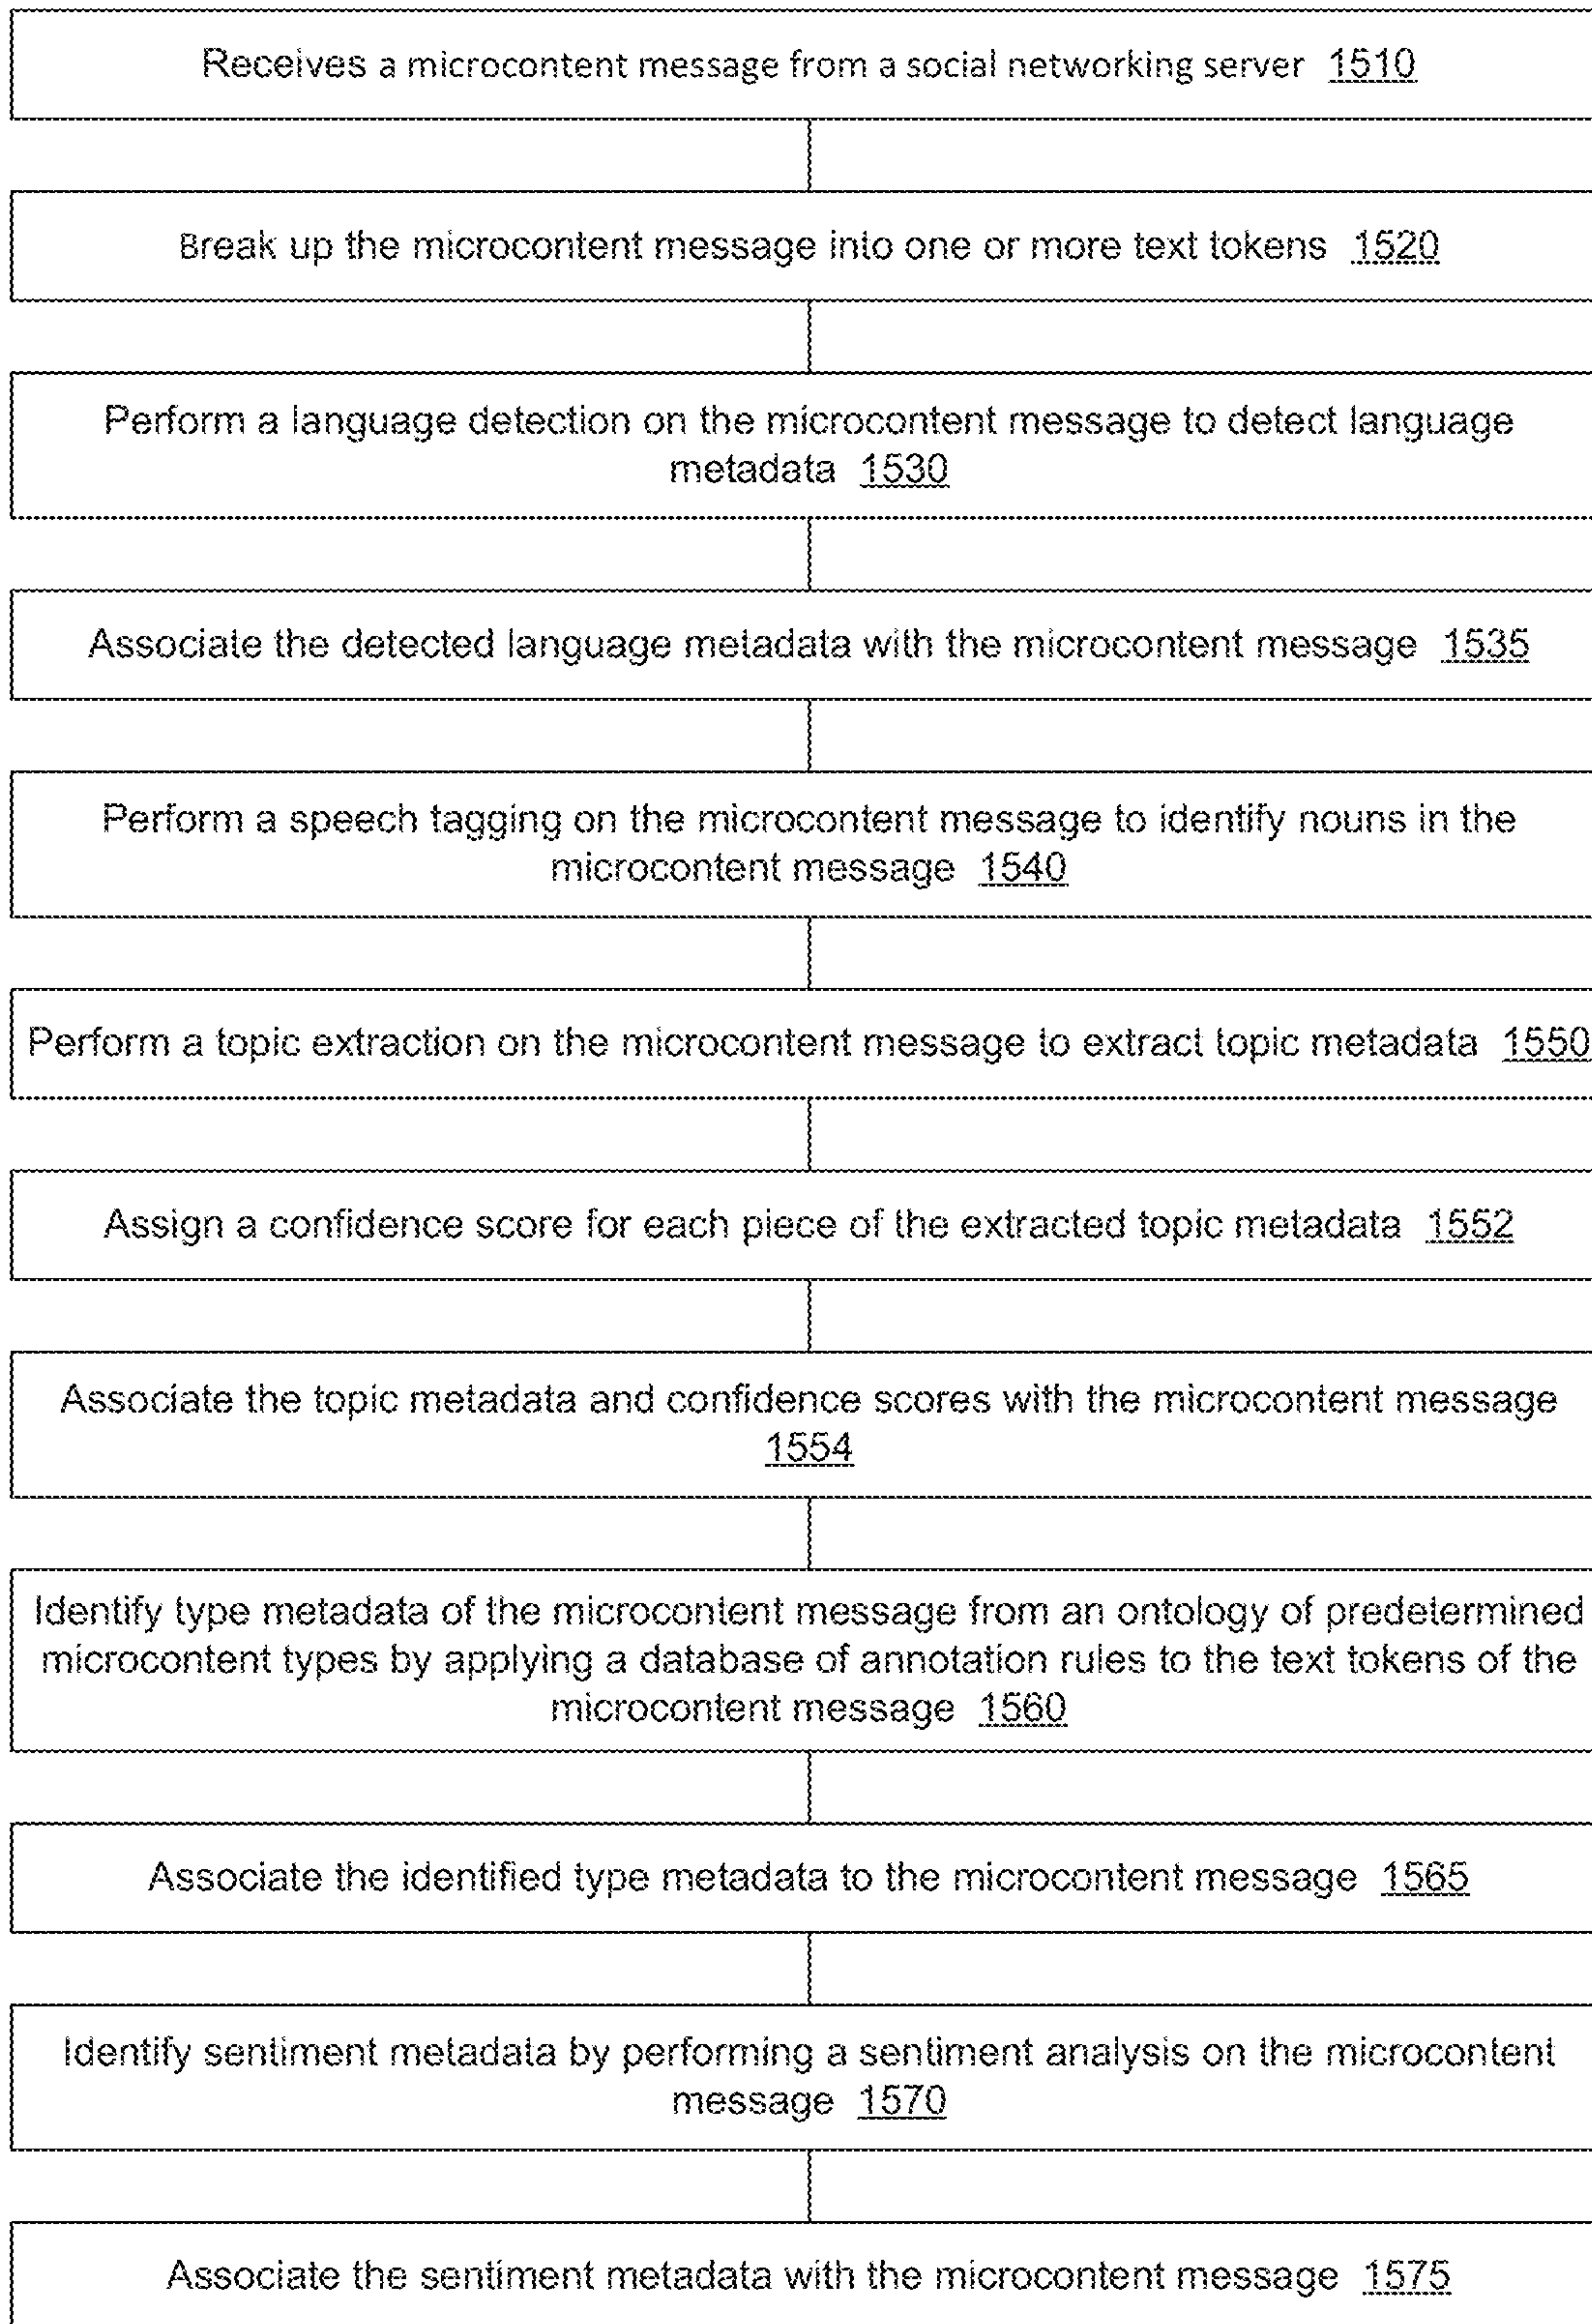 Receives a microcontent message from a social networking server 1510
Break up the microcontent message into one or more text tokens 1520
Perform a language detection on the microcontent message to detect language
metadata 1530
Associate the detected language metadata with the microcontent message 1535
Perform a speech tagging on the microcontent message to identify nouns in the
microcontent message 1540
Perform a topic extraction on the microcontent message to extract topic metadata 1550
Assign a confidence score for each piece of the extracted topic metadata 1552
Associate the topic metadata and confidence scores with the microcontent message
1554
Identify type metadata of the microcontent message from an ontology of predetermined
microcontent types by applying a database of annotation rules to the text tokens of the
microcontent message 1560
Associate the identified type metadata to the microcontent message 1565
Identify sentiment metadata by performing a sentiment analysis on the microcontent
message 1570
Associate the sentiment metadata with the microcontent message 1575